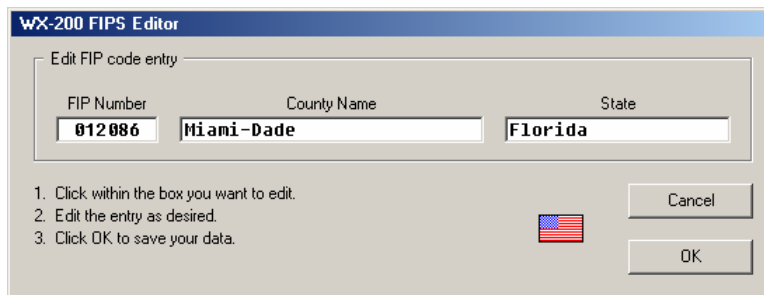 WX-200 FIPS Editor
Edit FIP code entry
FIP Number County Name State
012086 Miami-Dade Florida
1. Click within the box you want to edit.
2. Edit the entry as desired.
3. Click OK to save your data.
Cancel
OK